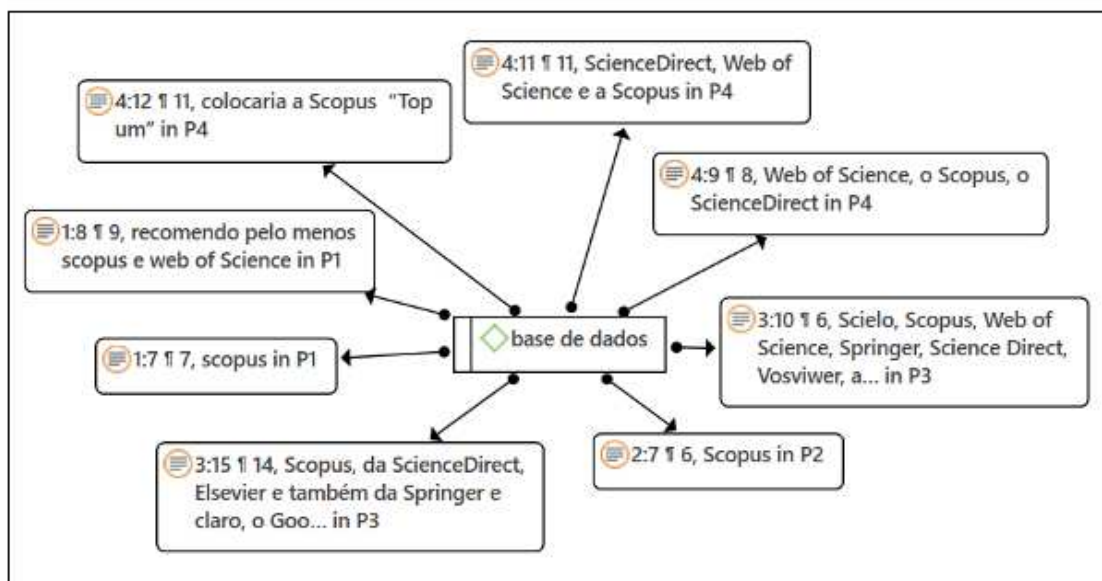 4:11 ¶ 11, ScienceDirect, Web of
Science e a Scopus in P4
4:12 ¶ 11, colocaria a Scopus "Top
um" in P4
4:9 ¶ 8, Web of Science, o Scopus, o
ScienceDirect in P4
1:8 ¶ 9, recomendo pelo menos
scopus e web of Science in P1
base de dados
3:10 ¶ 6, Scielo, Scopus, Web of
Science, Springer, Science Direct,
Vosviwer, a... in P3
1:7 ¶ 7, scopus in P1
2:7 ¶ 6, Scopus in P2
3:15 ¶ 14, Scopus, da ScienceDirect,
Elsevier e também da Springer e
claro, o Goo... in P3